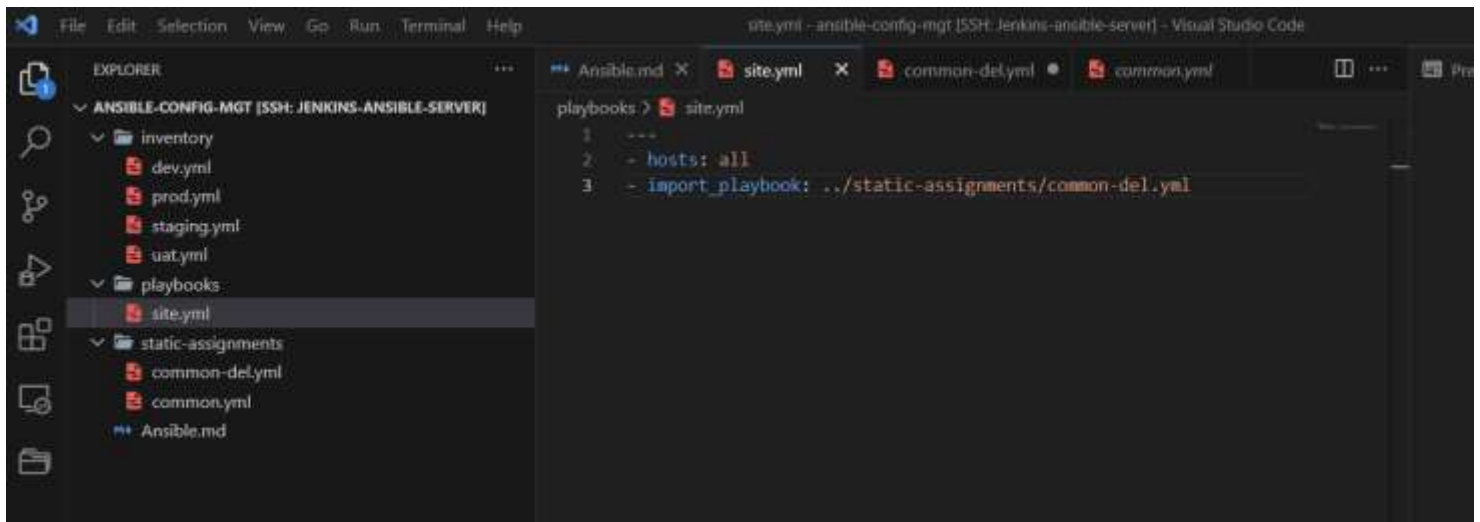 File Edit Selection View Go Run Terminal Help
site.yml - ansible-config-mgt [SSH: Jenkins-ansible-server] - Visual Studio Code
EXPLORER ...
Ansible.md × site.yml × common-del.yml ● common.yml ...
1
ANSIBLE-CONFIG-MGT [SSH: JENKINS-ANSIBLE-SERVER]
playbooks > site.yml
inventory
dev.yml
prod.yml
staging.yml
uat.yml
playbooks
site.yml
static-assignments
common-del.yml
common.yml
Ansible.md
1 ---
2 - hosts: all
3 - import_playbook: ../static-assignments/common-del.yml